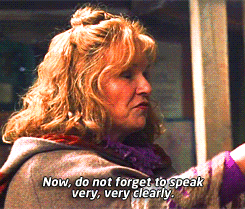 Now, do not forget to speak
very, very clearly.